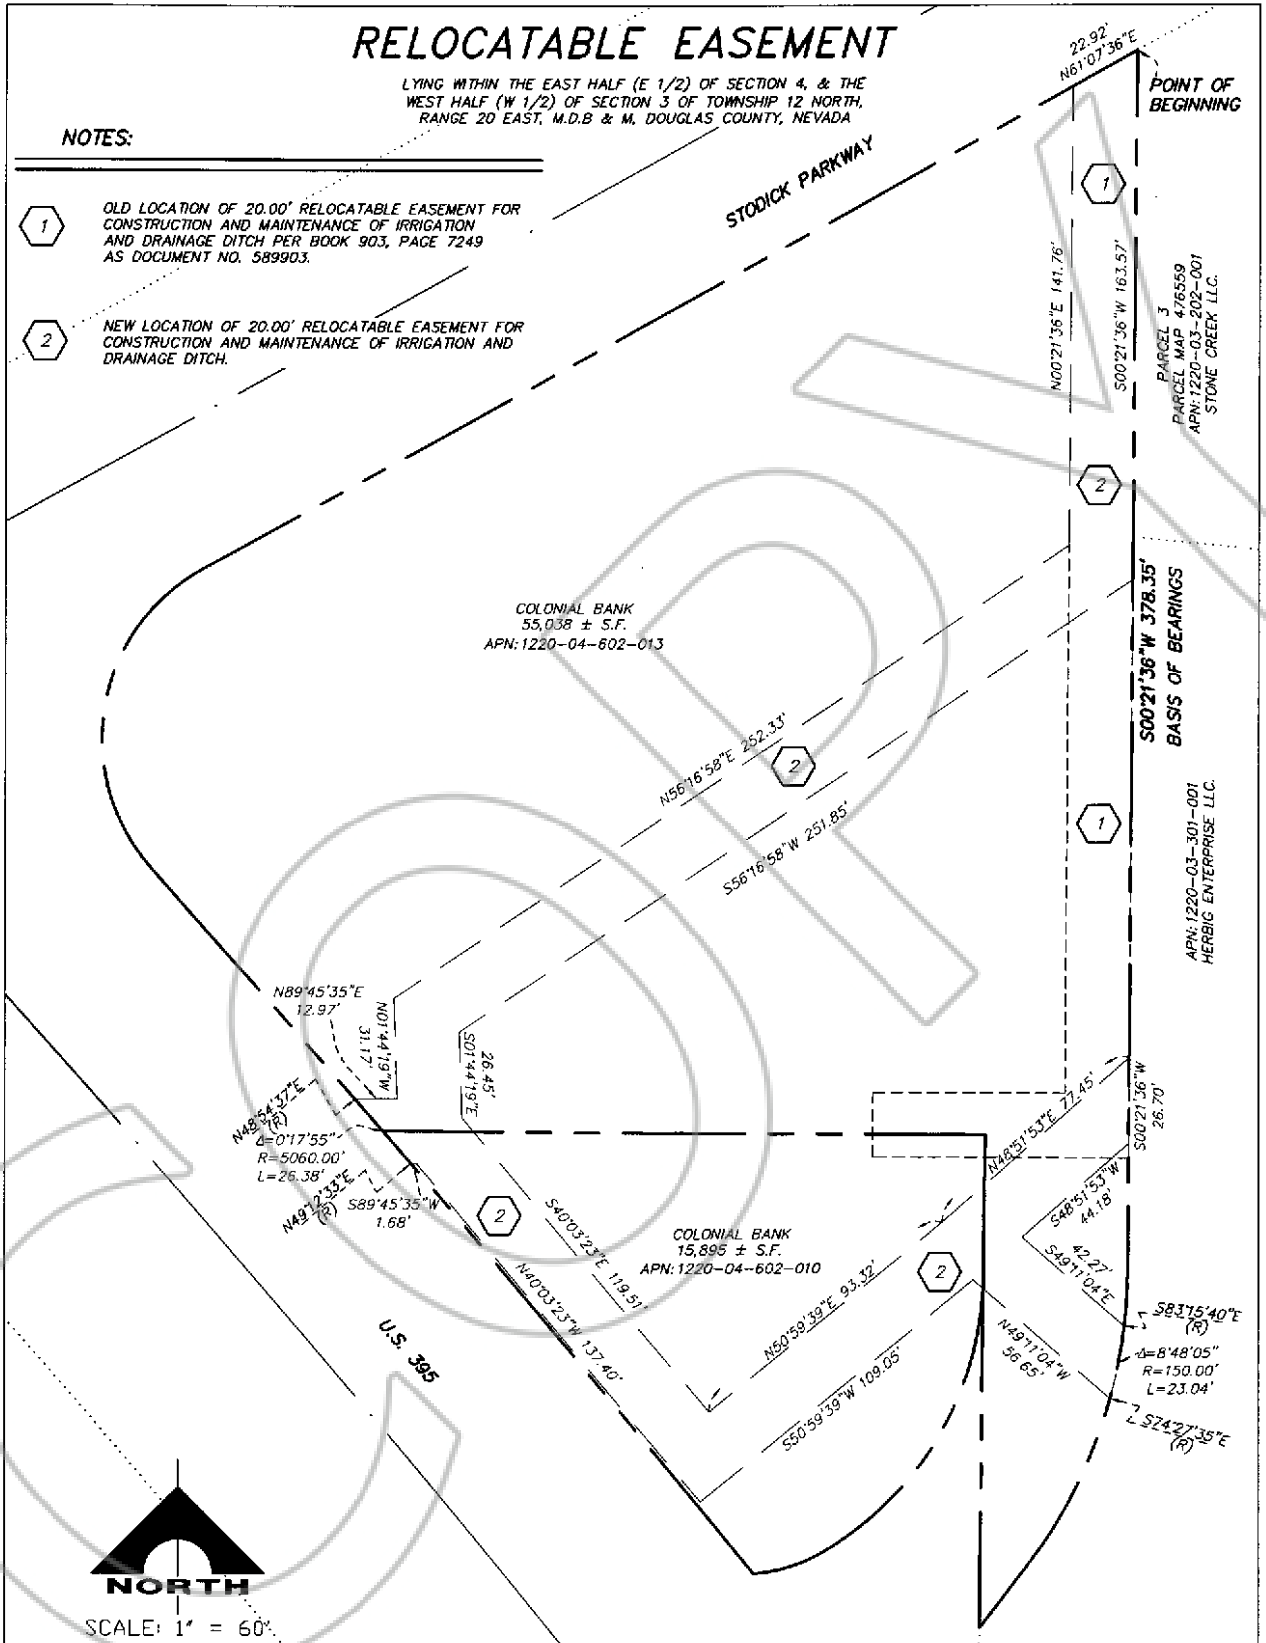 RELOCATABLE EASEMENT
LYING WITHIN THE EAST HALF (E 1/2) OF SECTION 4, & THE
WEST HALF (W 1/2) OF SECTION 3 OF TOWNSHIP 12 NORTH,
RANGE 20 EAST, M.D.B & M, DOUGLAS COUNTY, NEVADA
22.92'
N61°07'36"E
POINT OF
BEGINNING
NOTES:
1
OLD LOCATION OF 20.00' RELOCATABLE EASEMENT FOR
CONSTRUCTION AND MAINTENANCE OF IRRIGATION
AND DRAINAGE DITCH PER BOOK 903, PAGE 7249
AS DOCUMENT NO. 589903.
2
NEW LOCATION OF 20.00' RELOCATABLE EASEMENT FOR
CONSTRUCTION AND MAINTENANCE OF IRRIGATION AND
DRAINAGE DITCH.
STODICK PARKWAY
1
N00°21'36"E 141.76'
S00°21'36"W 163.57'
PARCEL 3
PARCEL MAP 476559
APN:1220-03-202-001
STONE CREEK LLC.
2
S00°21'36"W 378.35'
BASIS OF BEARINGS
COLONIAL BANK
55,038 ± S.F.
APN:1220-04-602-013
N56°16'58"E 252.33'
2
S56°16'58"W 251.85'
1
APN:1220-03-301-001
HERBIG ENTERPRISE LLC.
N89°45'35"E
12.97'
N01°44'19"W
31.17'
26.45'
S01°44'19"E
N48°54'37"E
(R)
Δ=0°17'55"
R=5060.00'
L=26.38'
N49°12'33"E
(R)
S89°45'35"W
1.68'
2
S40°03'23"E 119.51'
N40°03'23"W 137.40'
COLONIAL BANK
15,895 ± S.F.
APN:1220-04-602-010
N48°51'53"E 77.45'
S00°21'36"W
26.70'
S48°51'53"W
44.18'
42.27'
S49°11'04"E
2
N50°59'39"E 93.32'
S50°59'39"W 109.05'
N49°11'04"W
56.65'
S83°15'40"E
(R)
Δ=8°48'05"
R=150.00'
L=23.04'
S74°27'35"E
(R)
U.S. 395
NORTH
SCALE: 1" = 60'
COPY